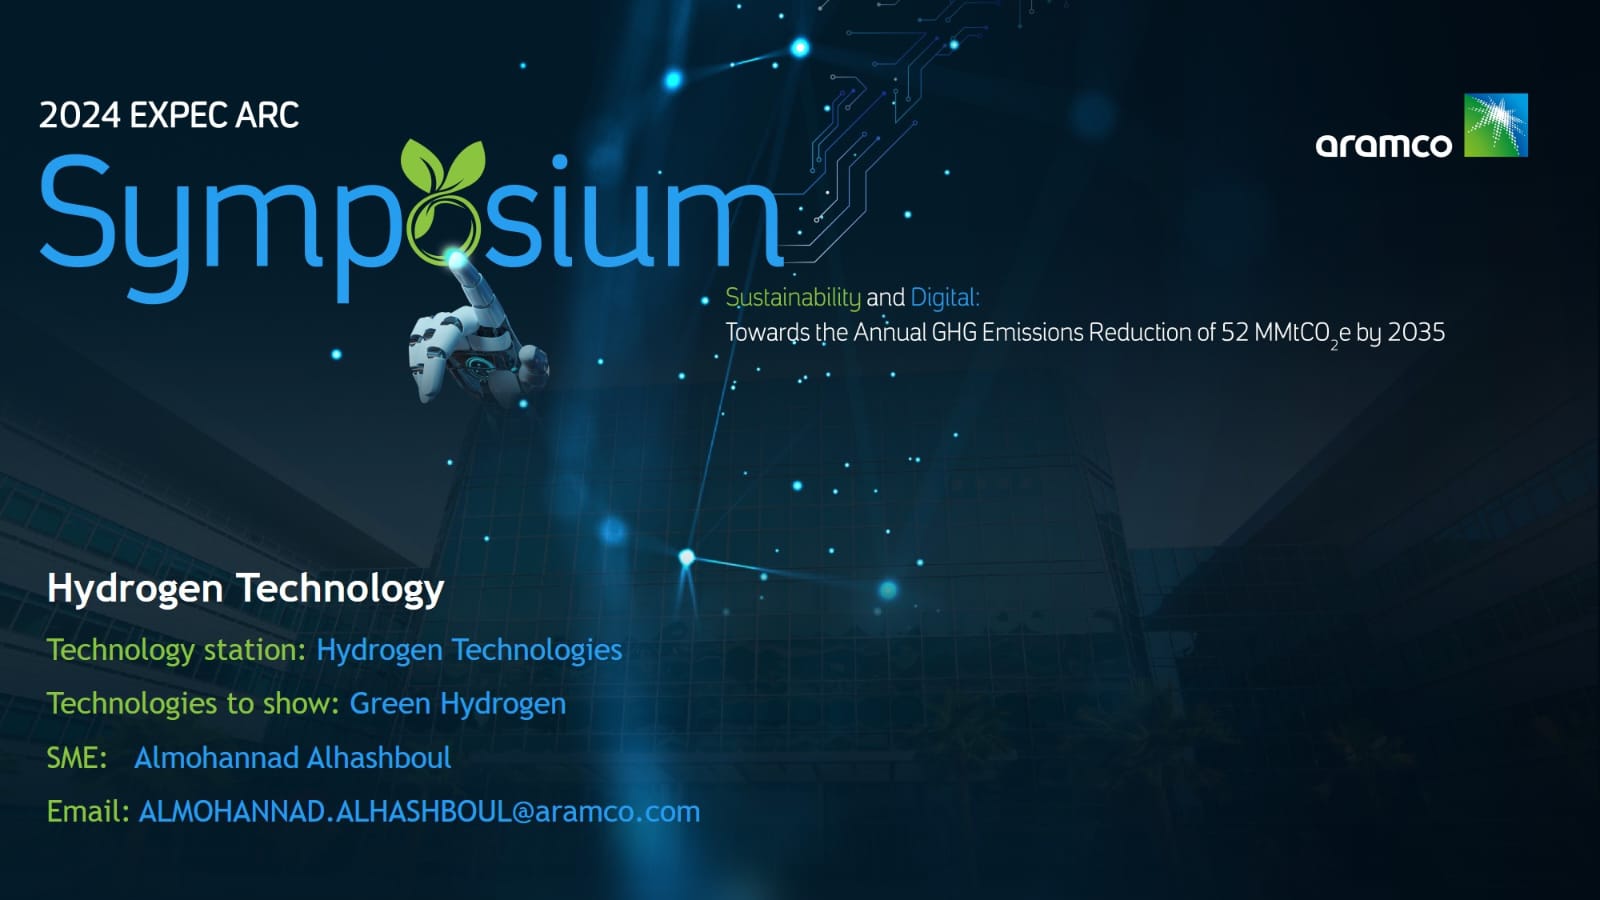 2024 EXPEC ARC
Symposium
aramco
Sustainability and Digital:
Towards the Annual GHG Emissions Reduction of 52 MMtCO₂e by 2035
Hydrogen Technology
Technology station: Hydrogen Technologies
Technologies to show: Green Hydrogen
SME: Almohannad Alhashboul
Email: ALMOHANNAD.ALHASHBOUL@aramco.com